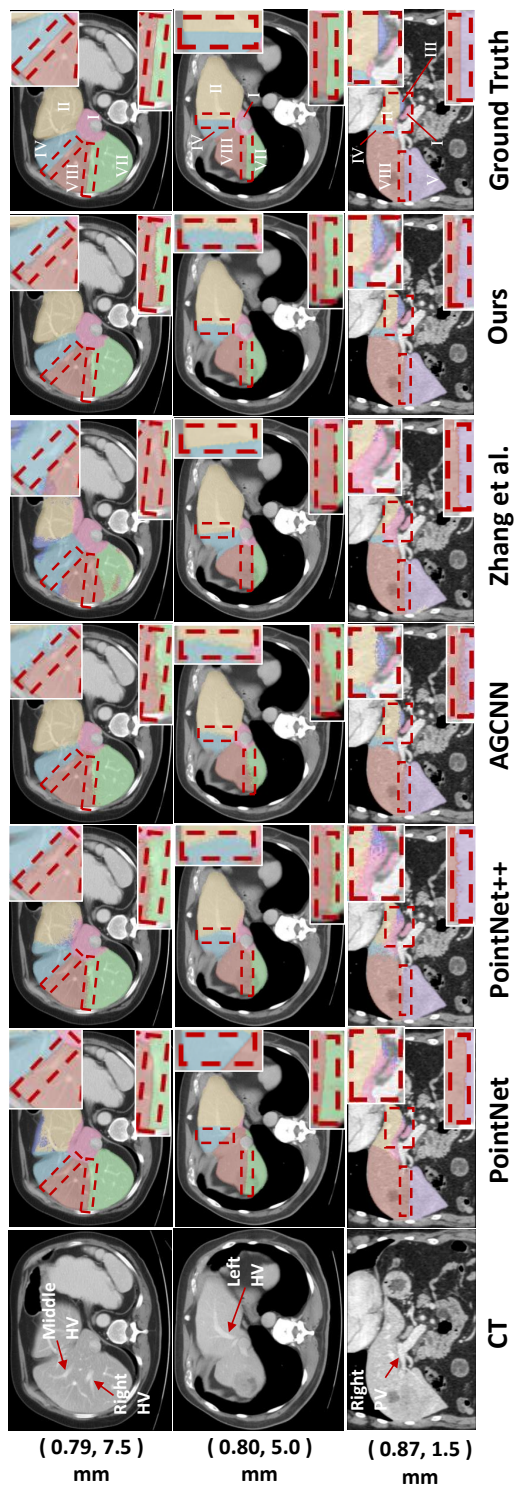 Ground Truth
Ours
Zhang et al.
AGCNN
PointNet++
PointNet
CT
II
I
IV
VIII
VII
II
I
IV
VIII
VII
III
II
I
IV
VIII
V
Middle
HV
Right
HV
Left
HV
Right
PV
( 0.79, 7.5 )
mm
( 0.80, 5.0 )
mm
( 0.87, 1.5 )
mm